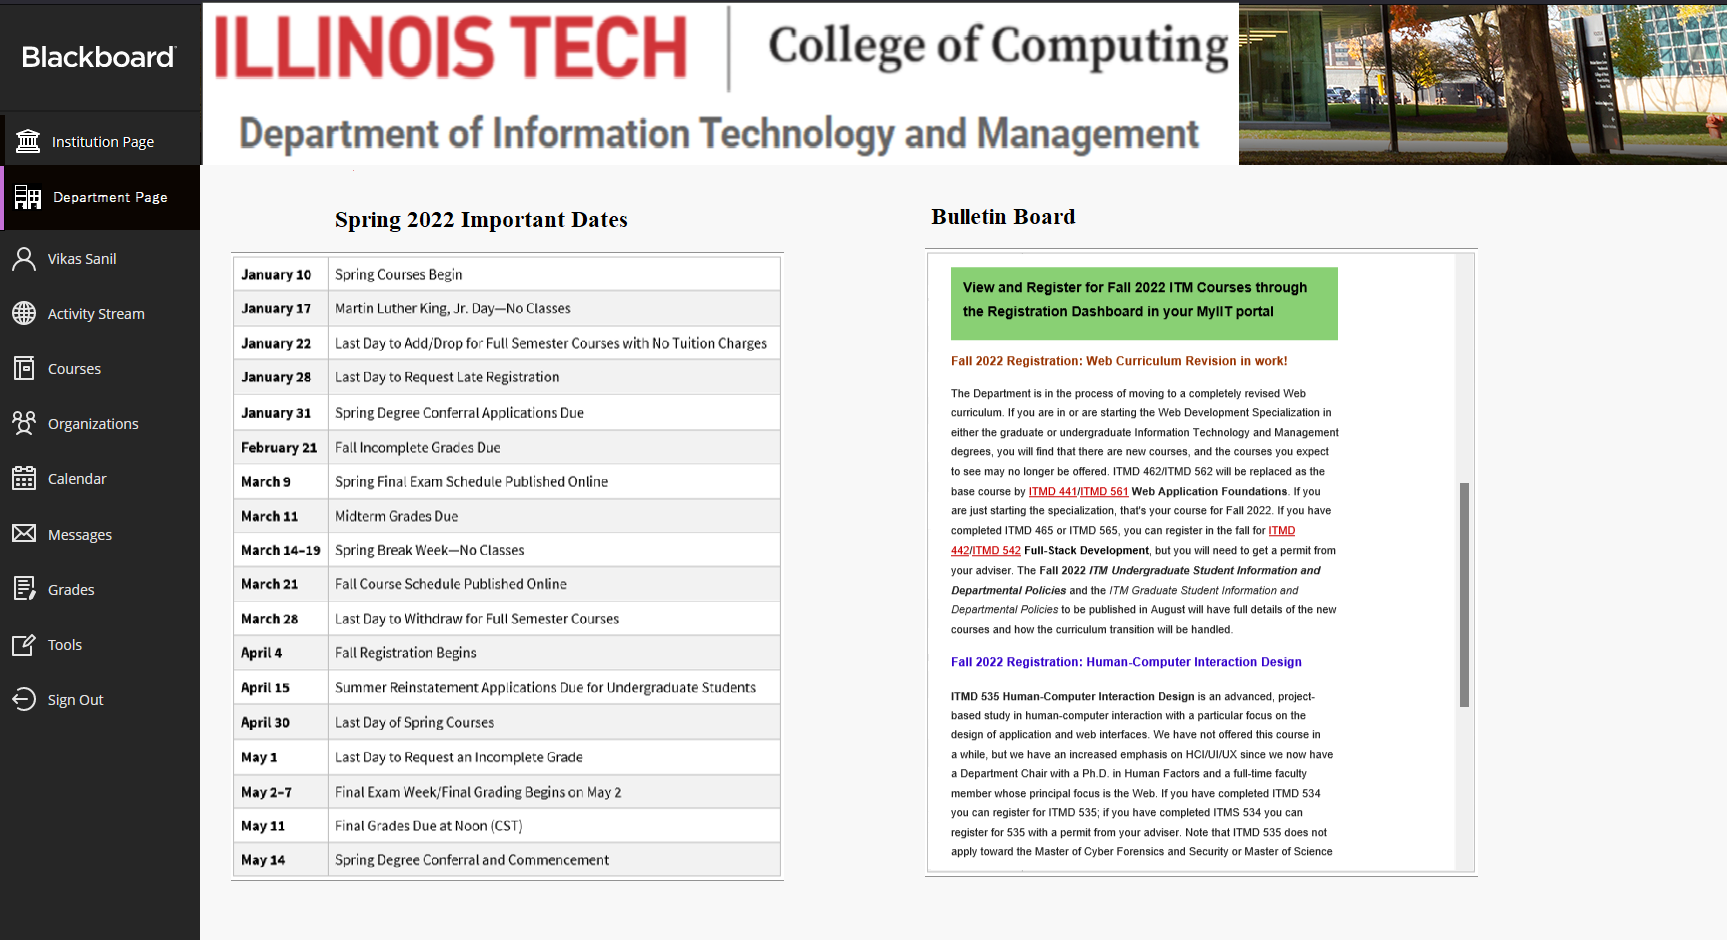 Blackboard
Institution Page
Department Page
Vikas Sanil
Activity Stream
Courses
Organizations
Calendar
Messages
Grades
Tools
Sign Out
ILLINOIS TECH | College of Computing
Department of Information Technology and Management
Spring 2022 Important Dates
January 10 Spring Courses Begin
January 17 Martin Luther King, Jr. Day—No Classes
January 22 Last Day to Add/Drop for Full Semester Courses with No Tuition Charges
January 28 Last Day to Request Late Registration
January 31 Spring Degree Conferral Applications Due
February 21 Fall Incomplete Grades Due
March 9 Spring Final Exam Schedule Published Online
March 11 Midterm Grades Due
March 14–19 Spring Break Week—No Classes
March 21 Fall Course Schedule Published Online
March 28 Last Day to Withdraw for Full Semester Courses
April 4 Fall Registration Begins
April 15 Summer Reinstatement Applications Due for Undergraduate Students
April 30 Last Day of Spring Courses
May 1 Last Day to Request an Incomplete Grade
May 2–7 Final Exam Week/Final Grading Begins on May 2
May 11 Final Grades Due at Noon (CST)
May 14 Spring Degree Conferral and Commencement
Bulletin Board
View and Register for Fall 2022 ITM Courses through
the Registration Dashboard in your MyIIT portal
Fall 2022 Registration: Web Curriculum Revision in work!
The Department is in the process of moving to a completely revised Web
curriculum. If you are in or are starting the Web Development Specialization in
either the graduate or undergraduate Information Technology and Management
degrees, you will find that there are new courses, and the courses you expect
to see may no longer be offered. ITMD 462/ITMD 562 will be replaced as the
base course by ITMD 441/ITMD 561 Web Application Foundations. If you
are just starting the specialization, that's your course for Fall 2022. If you have
completed ITMD 465 or ITMD 565, you can register in the fall for ITMD
442/ITMD 542 Full-Stack Development, but you will need to get a permit from
your adviser. The Fall 2022 ITM Undergraduate Student Information and
Departmental Policies and the ITM Graduate Student Information and
Departmental Policies to be published in August will have full details of the new
courses and how the curriculum transition will be handled.
Fall 2022 Registration: Human-Computer Interaction Design
ITMD 535 Human-Computer Interaction Design is an advanced, project-
based study in human-computer interaction with a particular focus on the
design of application and web interfaces. We have not offered this course in
a while, but we have an increased emphasis on HCI/UI/UX since we now have
a Department Chair with a Ph.D. in Human Factors and a full-time faculty
member whose principal focus is the Web. If you have completed ITMD 534
you can register for ITMD 535; if you have completed ITMS 534 you can
register for 535 with a permit from your adviser. Note that ITMD 535 does not
apply toward the Master of Cyber Forensics and Security or Master of Science